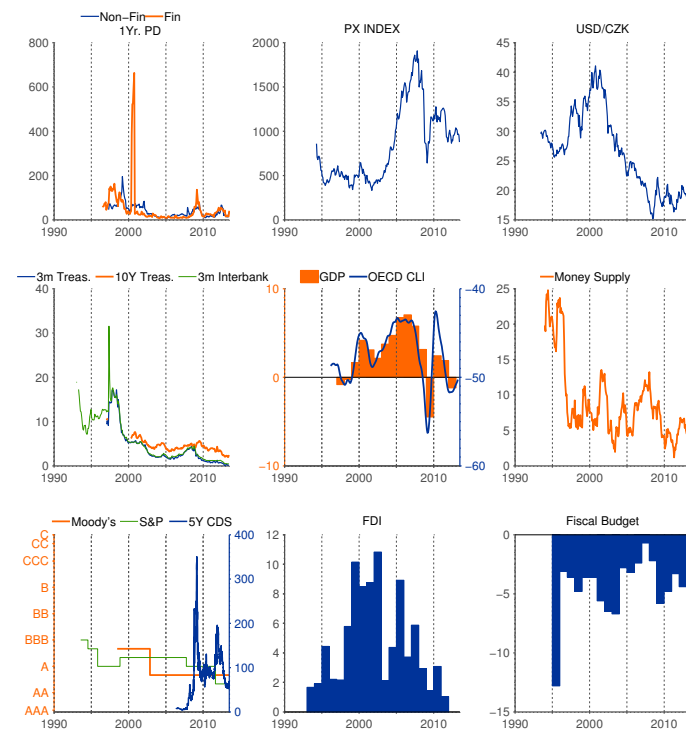 Non-Fin Fin
1Yr. PD
800
600
400
200
0
1990 2000 2010
PX INDEX
2000
1500
1000
500
0
1990 2000 2010
USD/CZK
45
40
35
30
25
20
15
1990 2000 2010
3m Treas. 10Y Treas. 3m Interbank
40
30
20
10
0
1990 2000 2010
GDP OECD CLI
10 −40
0 −50
−10 −60
1990 2000 2010
Money Supply
25
20
15
10
5
0
1990 2000 2010
Moody's S&P 5Y CDS
C 400
CC
CCC
300
B
BB 200
BBB
A 100
AA
AAA 0
1990 2000 2010
FDI
12
10
8
6
4
2
0
1990 2000 2010
Fiscal Budget
0
−5
−10
−15
1990 2000 2010